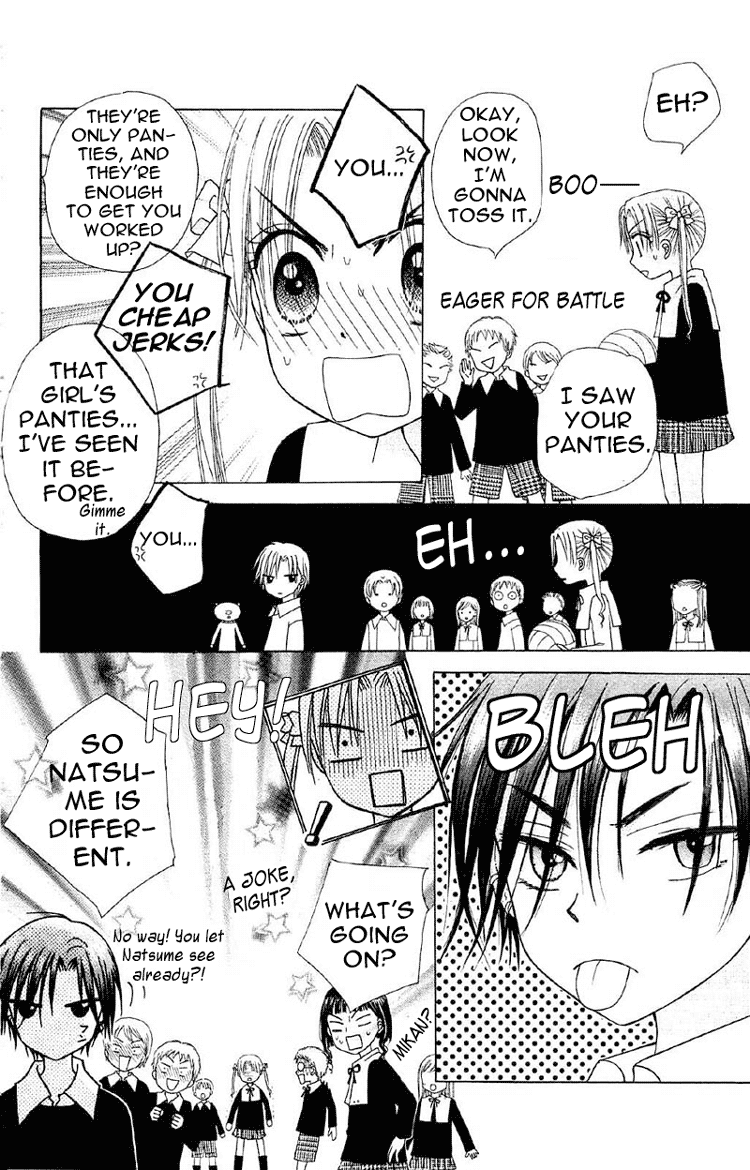 EH?
OKAY,
LOOK
NOW,
I'M
GONNA
TOSS IT.
BOO
EAGER FOR BATTLE
I SAW
YOUR
PANTIES.
YOU...
THEY'RE
ONLY PAN-
TIES, AND
THEY'RE
ENOUGH
TO GET YOU
WORKED
UP?
YOU
CHEAP
JERKS!
THAT
GIRL'S
PANTIES...
I'VE SEEN
IT BE-
FORE.
Gimme
it.
EH...
YOU...
BLEH
HEY!
!
SO
NATSU-
ME IS
DIFFER-
ENT.
A JOKE,
RIGHT?
WHAT'S
GOING
ON?
No way! You let
Natsume see
already?!
MIKAN?